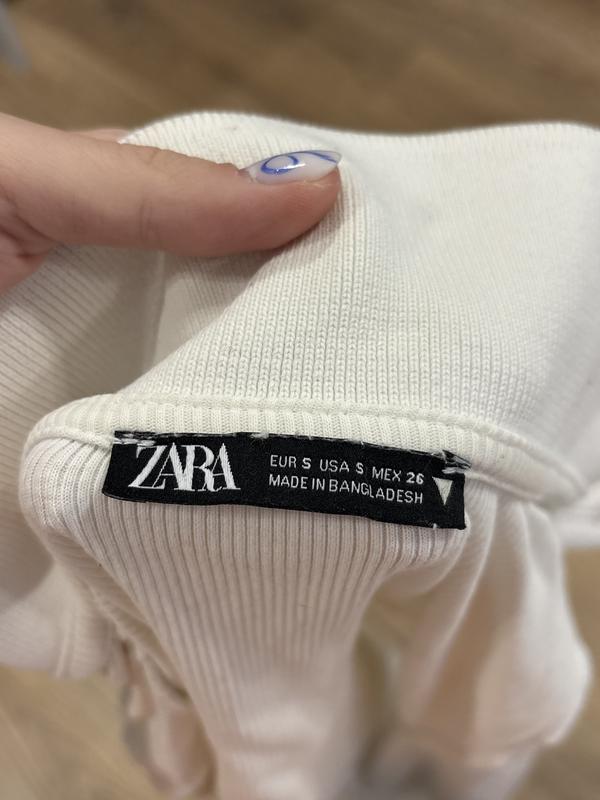 ZARA
EUR S USA S MEX 26
MADE IN BANGLADESH